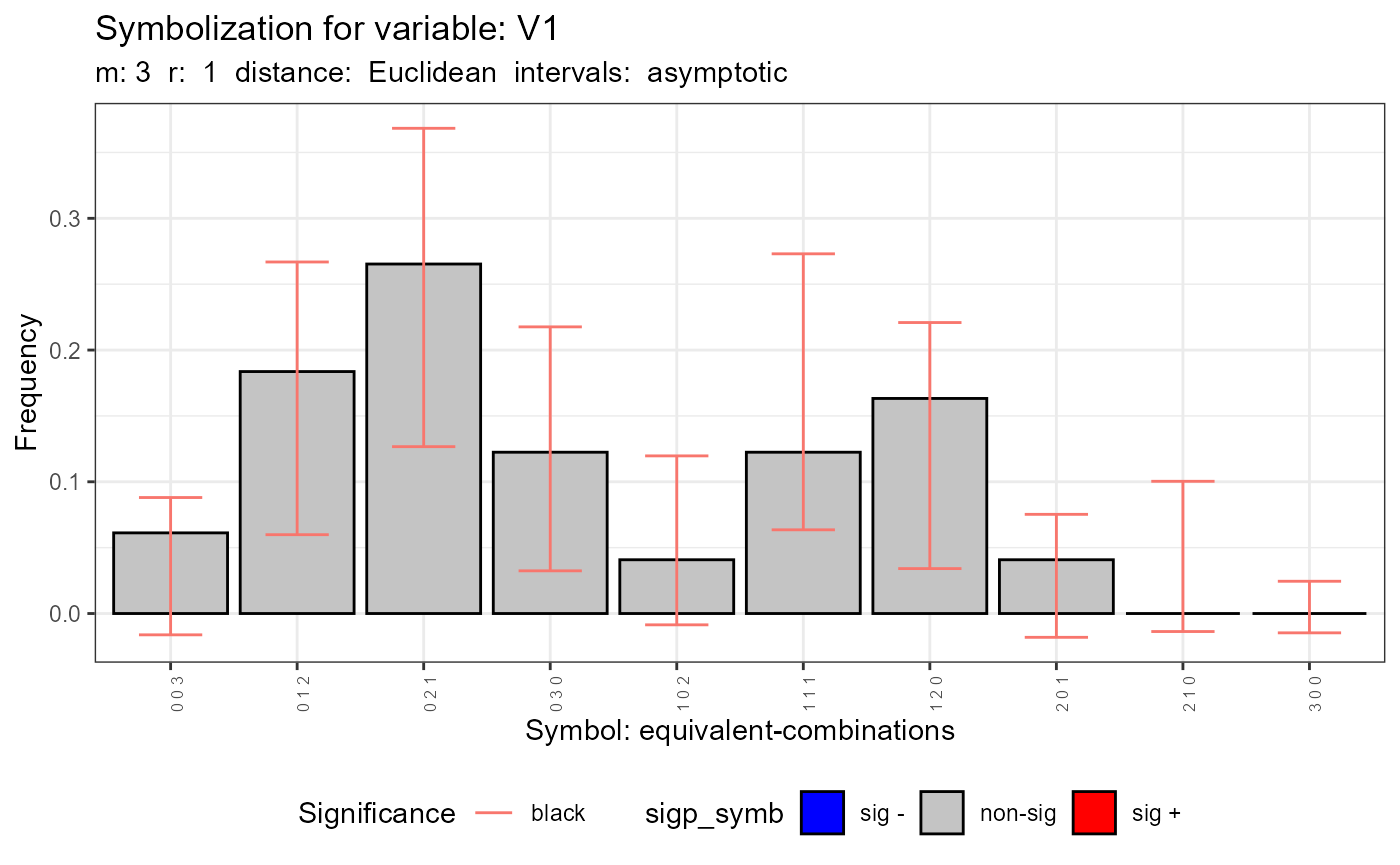 Symbolization for variable: V1
m: 3 r: 1 distance: Euclidean intervals: asymptotic
Frequency
0.3
0.2
0.1
0.0
0 0 3
0 1 2
0 2 1
0 3 0
1 0 2
1 1 1
1 2 0
2 0 1
2 1 0
3 0 0
Symbol: equivalent-combinations
Significance black sigp_symb sig - non-sig sig +